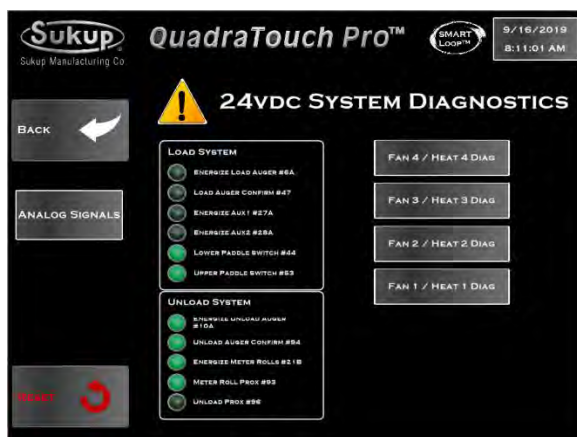 Sukup
Sukup Manufacturing Co
QuadraTouch Pro™
SMART
LOOP™
9/16/2019
8:11:01 AM
24VDC SYSTEM DIAGNOSTICS
BACK
ANALOG SIGNALS
RESET
LOAD SYSTEM
ENERGIZE LOAD AUGER #6A
LOAD AUGER CONFIRM #47
ENERGIZE AUX1 #27A
ENERGIZE AUX2 #28A
LOWER PADDLE SWITCH #44
UPPER PADDLE SWITCH #53
UNLOAD SYSTEM
ENERGIZE UNLOAD AUGER
#10A
UNLOAD AUGER CONFIRM #54
ENERGIZE METER ROLLS #21B
METER ROLL PROX #93
UNLOAD PROX #96
FAN 4 / HEAT 4 DIAG
FAN 3 / HEAT 3 DIAG
FAN 2 / HEAT 2 DIAG
FAN 1 / HEAT 1 DIAG